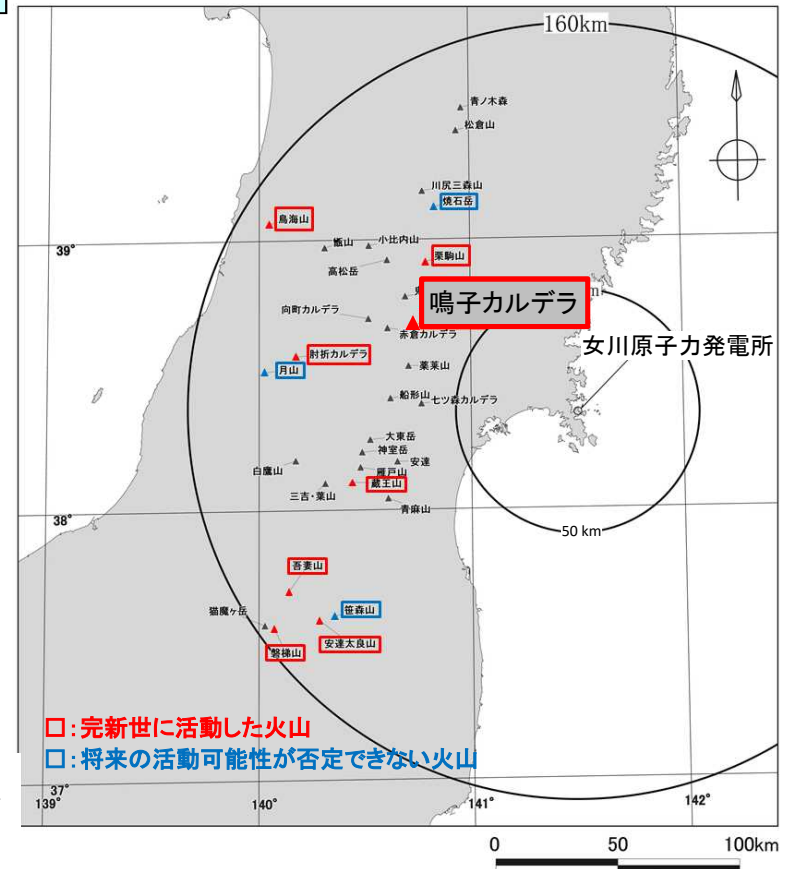 160km
青ノ木森
松倉山
川尻三森山
焼石岳
鳥海山
甑山
小比内山
39°
栗駒山
高松岳
鳴子カルデラ
向町カルデラ
赤倉カルデラ
女川原子力発電所
肘折カルデラ
月山
薬莱山
船形山
七ツ森カルデラ
大東岳
神室岳
安達
白鷹山
雁戸山
蔵王山
三吉・葉山
青麻山
38°
50 km
吾妻山
猫魔ヶ岳
笹森山
安達太良山
磐梯山
□:完新世に活動した火山
□:将来の活動可能性が否定できない火山
37°
139°
140°
141°
142°
0 50 100km